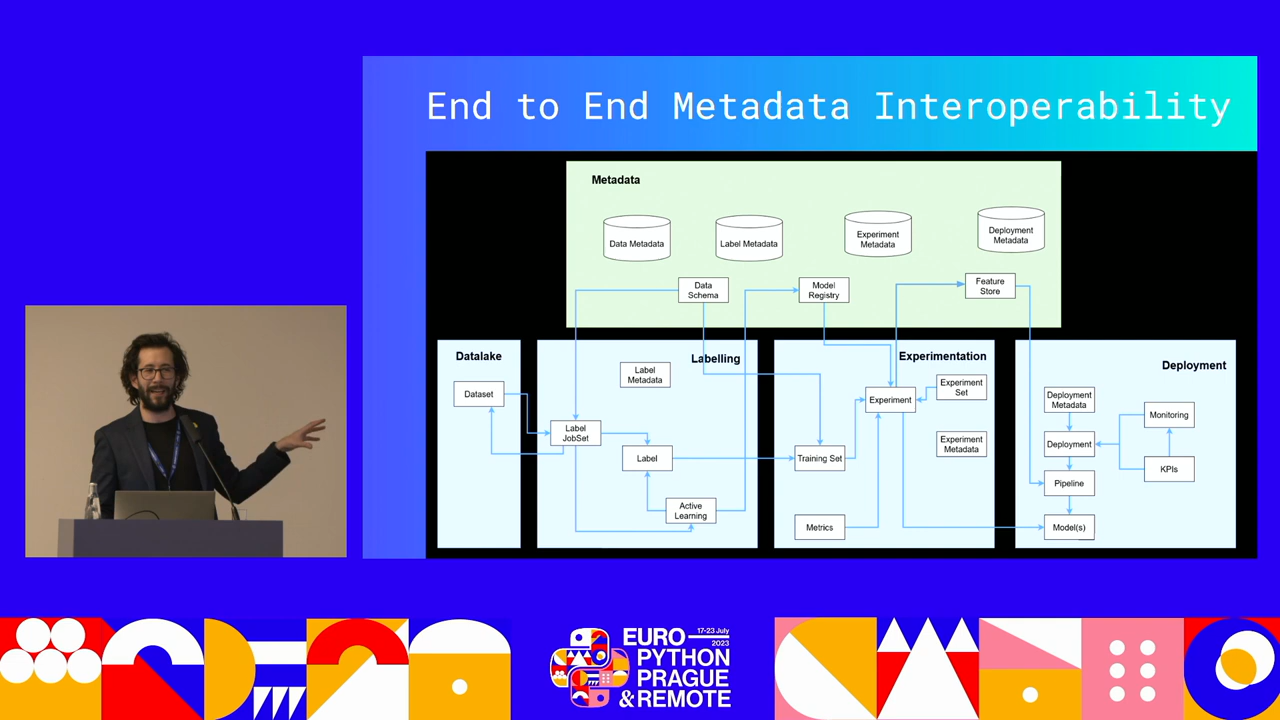 End to End Metadata Interoperability
Metadata
Data Metadata
Label Metadata
Experiment
Metadata
Deployment
Metadata
Data
Schema
Model
Registry
Feature
Store
Datalake
Dataset
Labelling
Label
Metadata
Label
JobSet
Label
Active
Learning
Experimentation
Experiment
Experiment
Set
Experiment
Metadata
Training Set
Metrics
Deployment
Deployment
Metadata
Deployment
Pipeline
Model(s)
Monitoring
KPIs
EURO
17-23 July
2023
PYTHON
PRAGUE
& REMOTE